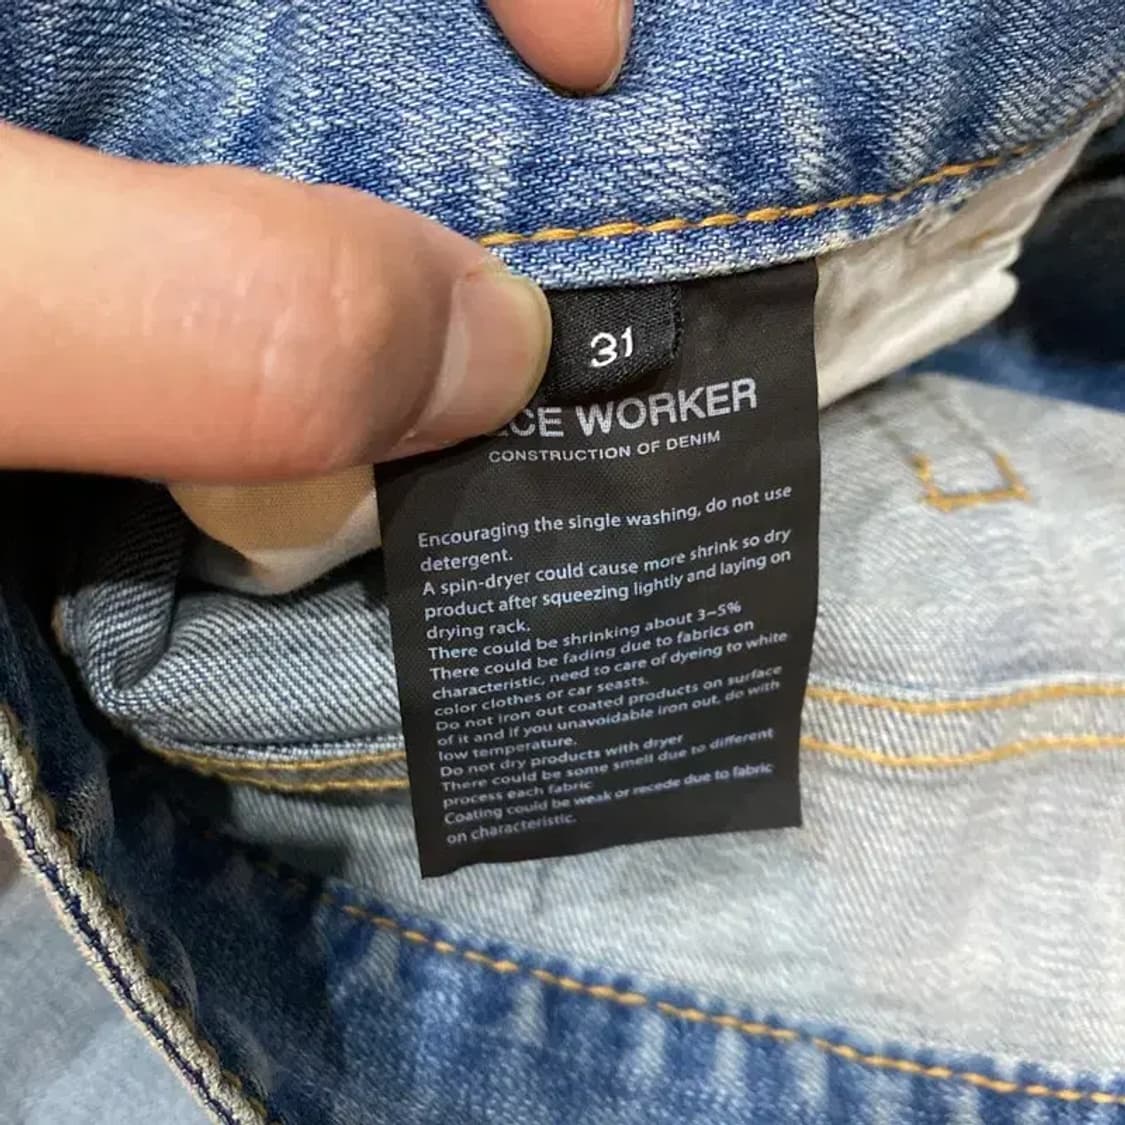 31
CE WORKER
CONSTRUCTION OF DENIM
Encouraging the single washing, do not use
detergent.
A spin-dryer could cause more shrink so dry
product after squeezing lightly and laying on
drying rack.
There could be shrinking about 3–5%
There could be fading due to fabrics on
characteristic, need to care of dyeing to white
color clothes or car seasts.
Do not iron out coated products on surface
of it and if you unavoidable iron out, do with
low temperature.
Do not dry products with dryer
There could be some smell due to different
process each fabric
Coating could be weak or recede due to fabric
on characteristic.